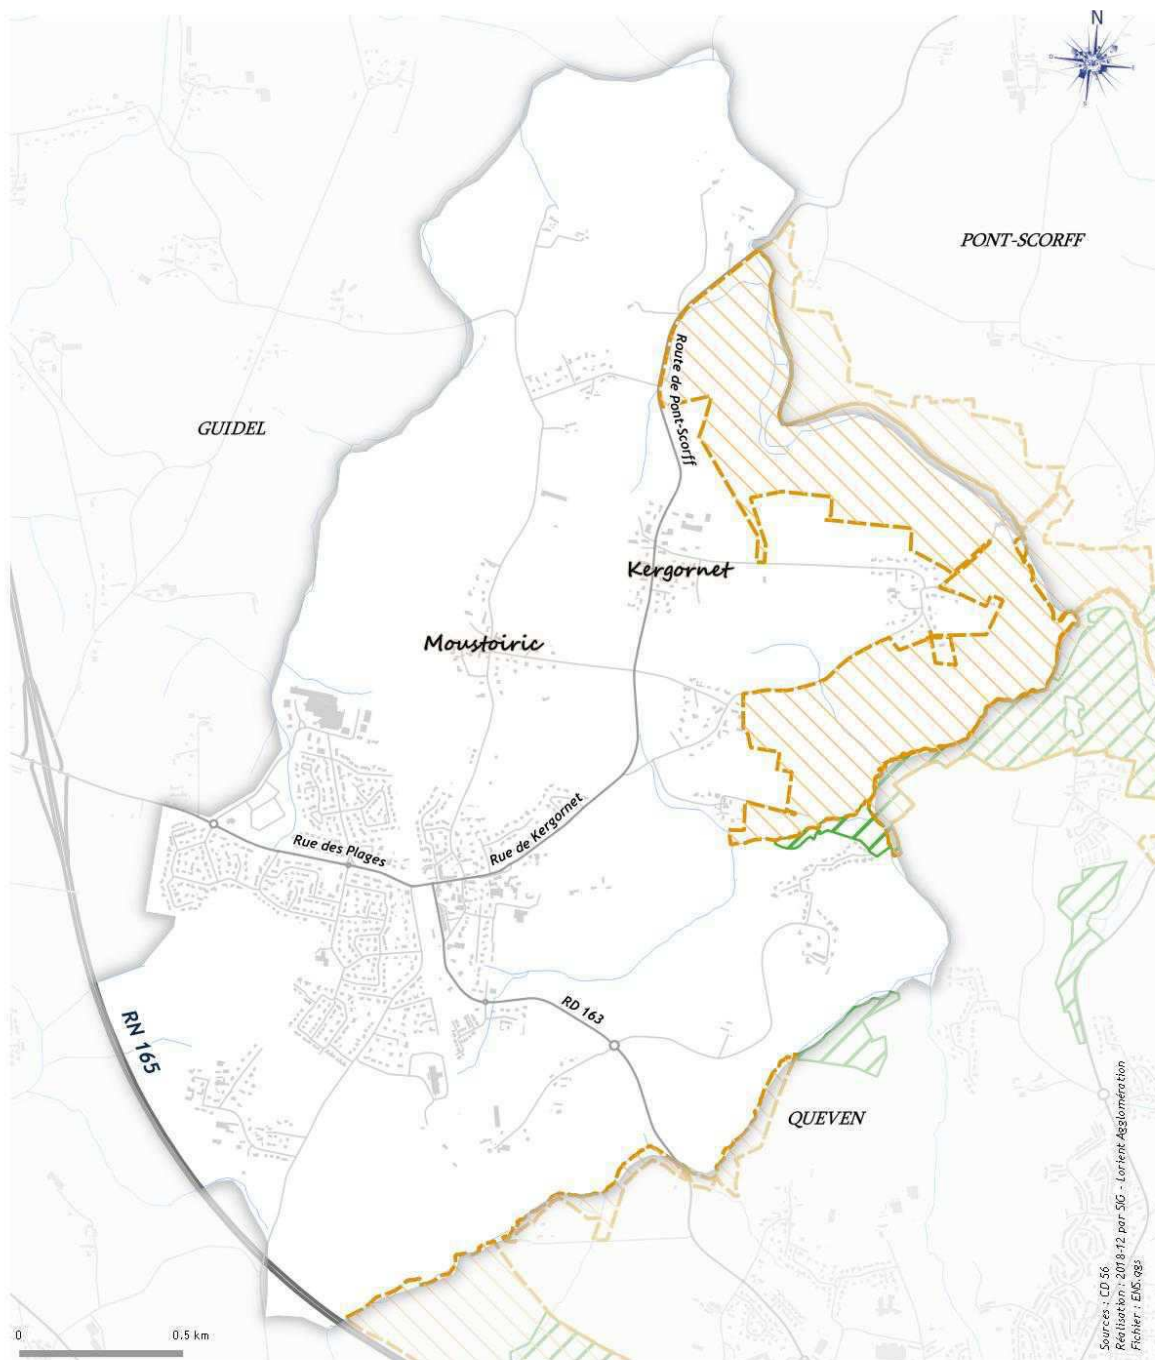 N
PONT-SCORFF
GUIDEL
Route de Pont-Scorff
Kergornet
Moustoiric
Rue des Plages
Rue de Kergornet
RN 165
RD 163
QUEVEN
Sources : CD 56
Réalisation : 2018-12 par SIG - Lorient Agglomération
Fichier : ENS.qgs
0
0.5 km